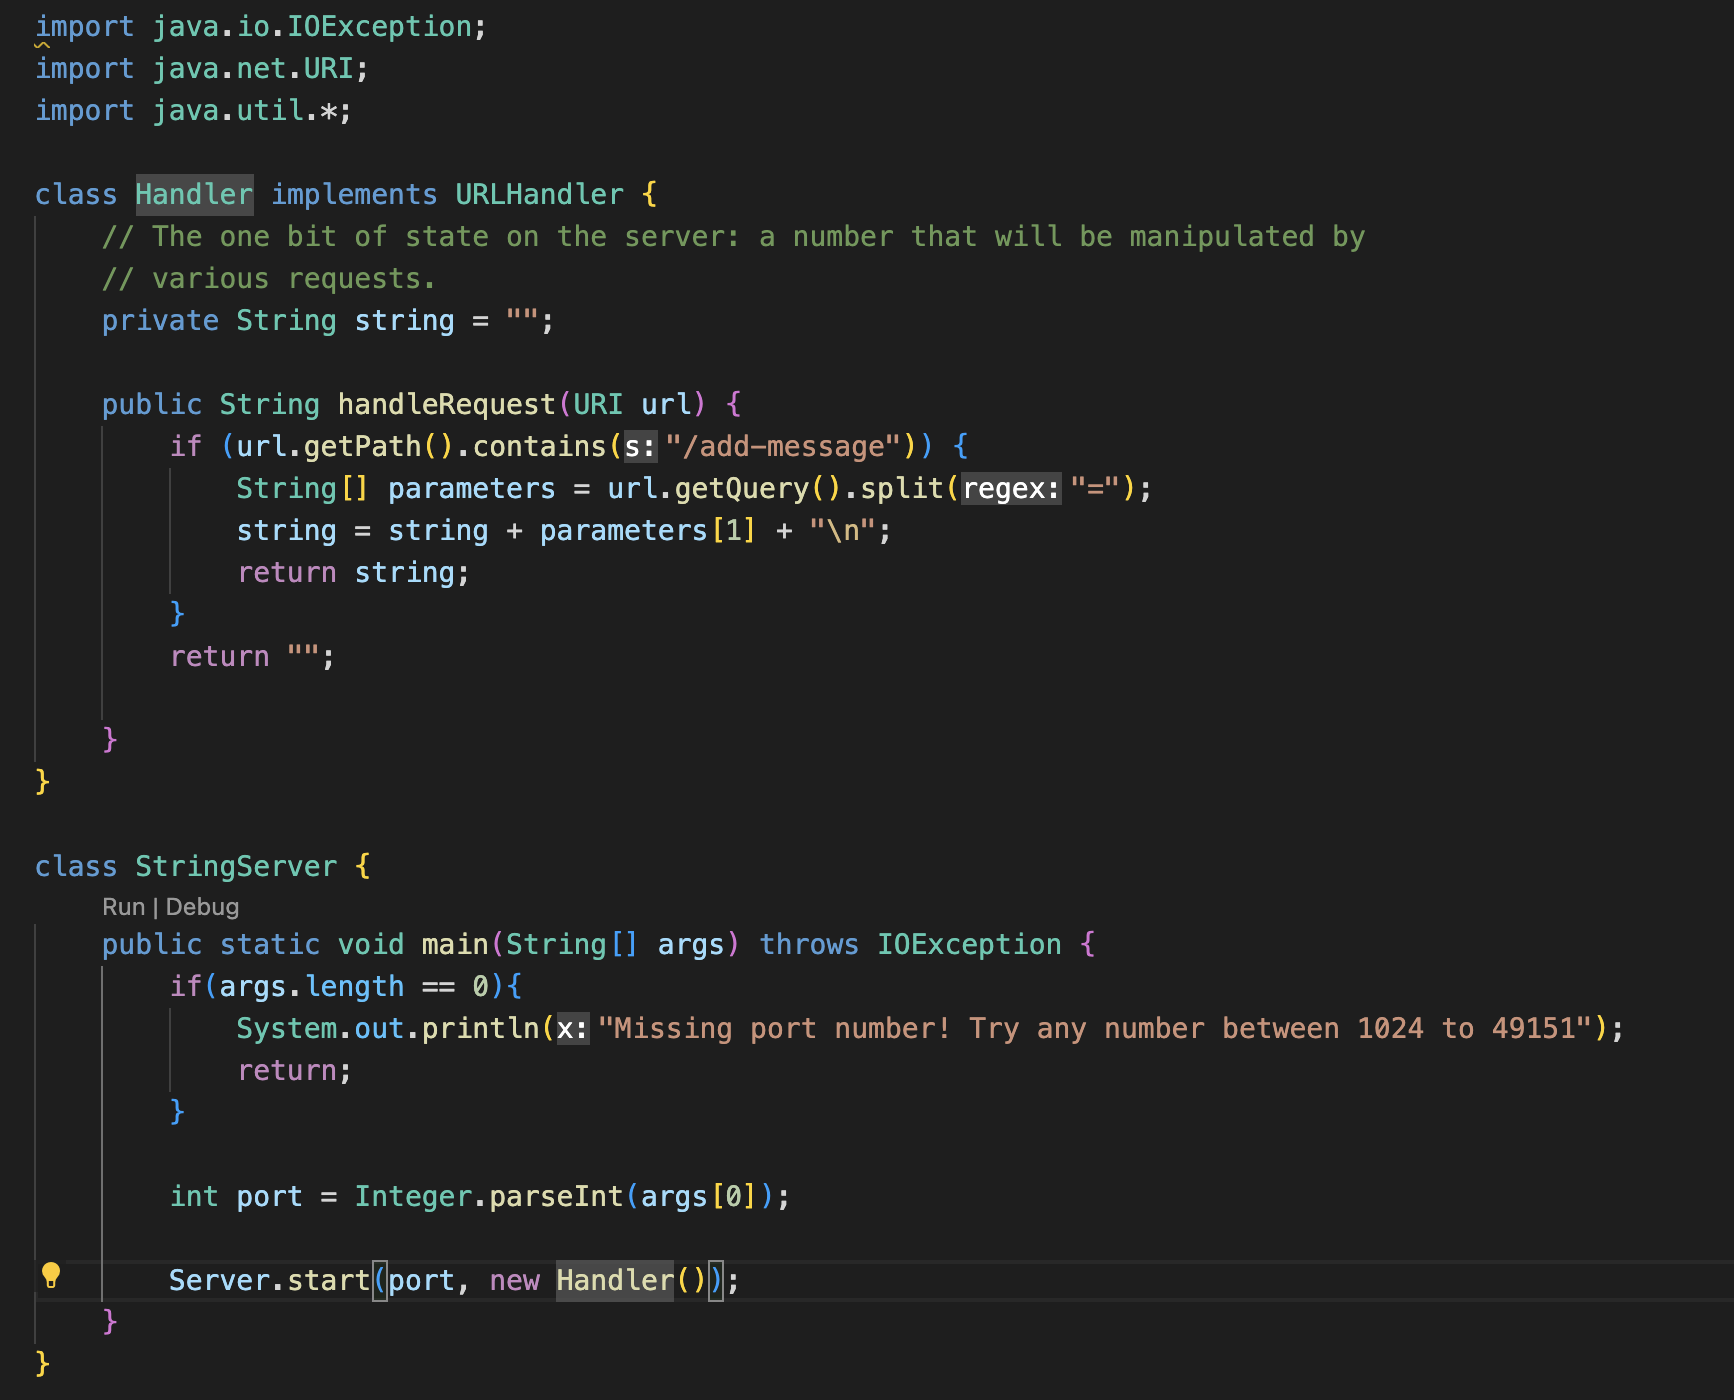 import java.io.IOException;
import java.net.URI;
import java.util.*;
class Handler implements URLHandler {
// The one bit of state on the server: a number that will be manipulated by
// various requests.
private String string = "";
public String handleRequest(URI url) {
if (url.getPath().contains(s:"/add-message")) {
String[] parameters = url.getQuery().split(regex:"=");
string = string + parameters[1] + "\n";
return string;
}
return "";
}
}
class StringServer {
Run | Debug
public static void main(String[] args) throws IOException {
if(args.length == 0){
System.out.println(x:"Missing port number! Try any number between 1024 to 49151");
return;
}
int port = Integer.parseInt(args[0]);
Server.start(port, new Handler());
}
}